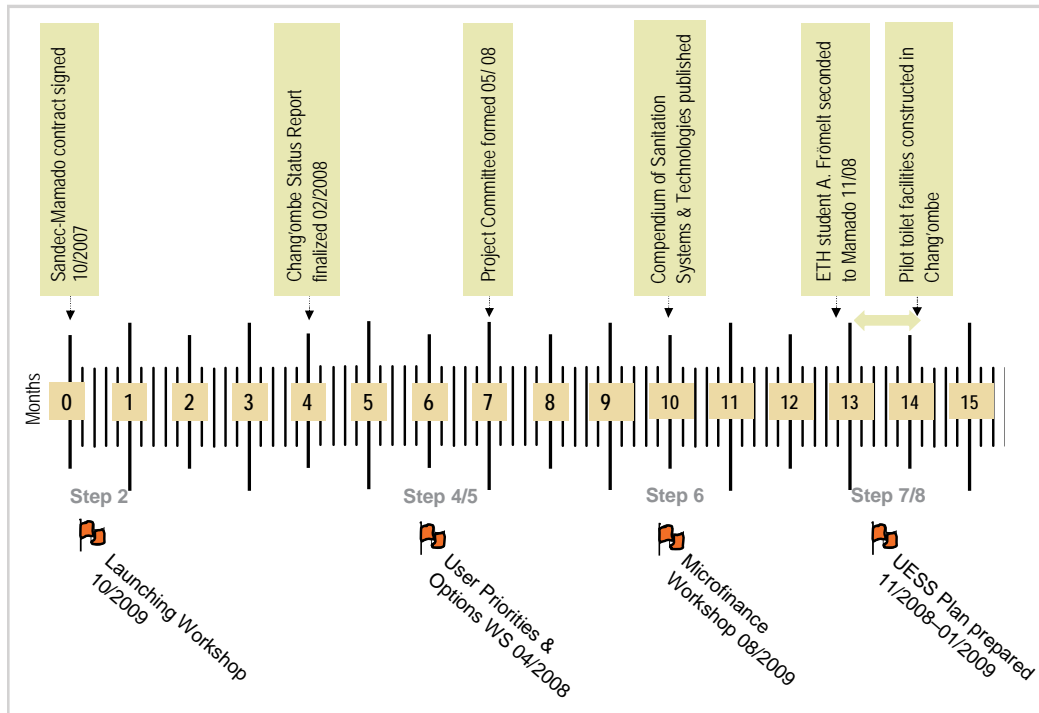 Sandec-Mamado contract signed
10/2007
Chang'ombe Status Report
finalized 02/2008
Project Committee formed 05/ 08
Compendium of Sanitation
Systems & Technologies published
ETH student A. Frömelt seconded
to Mamado 11/08
Pilot toilet facilities constructed in
Chang'ombe
Months
0 1 2 3 4 5 6 7 8 9 10 11 12 13 14 15
Step 2
Step 4/5
Step 6
Step 7/8
Launching Workshop
10/2009
User Priorities &
Options WS 04/2008
Microfinance
Workshop 08/2009
UESS Plan prepared
11/2008–01/2009